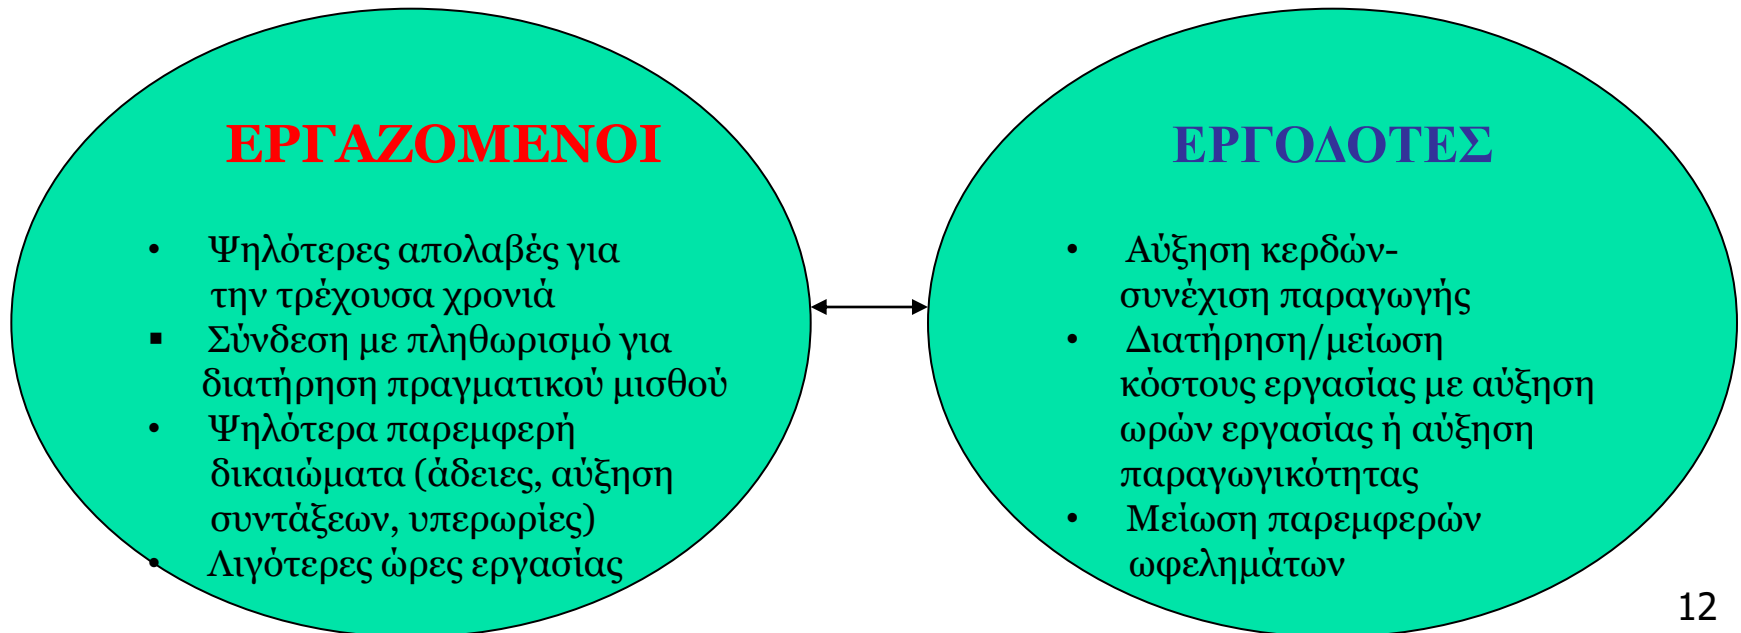 ΕΡΓΑΖΟΜΕΝΟΙ
• Ψηλότερες απολαβές για
την τρέχουσα χρονιά
▪ Σύνδεση με πληθωρισμό για
διατήρηση πραγματικού μισθού
• Ψηλότερα παρεμφερή
δικαιώματα (άδειες, αύξηση
συντάξεων, υπερωρίες)
• Λιγότερες ώρες εργασίας
ΕΡΓΟΔΟΤΕΣ
• Αύξηση κερδών-
συνέχιση παραγωγής
• Διατήρηση/μείωση
κόστους εργασίας με αύξηση
ωρών εργασίας ή αύξηση
παραγωγικότητας
• Μείωση παρεμφερών
ωφελημάτων
12